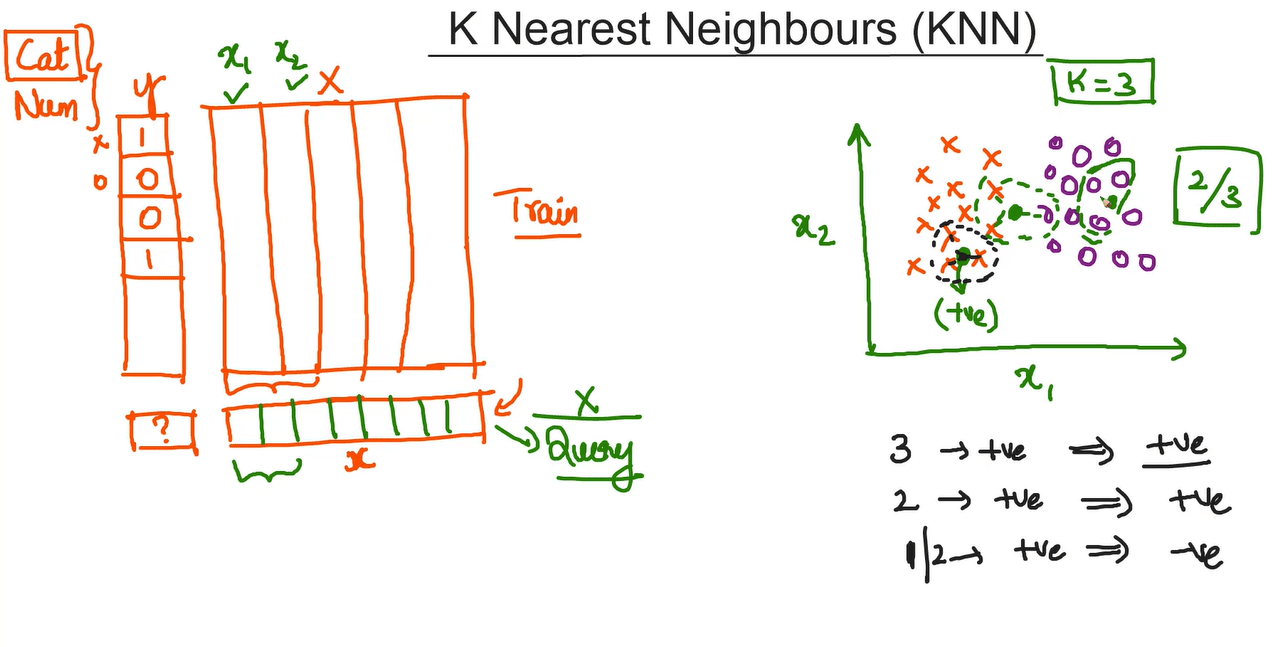 K Nearest Neighbours (KNN)
Cat
Num
y
x1
x2
X
K = 3
x
1
o
0
0
1
Train
2/3
x2
(+ve)
x1
?
x
X
Query
3 → +ve ⇒ +ve
2 → +ve ⇒ +ve
1|2 → +ve ⇒ -ve